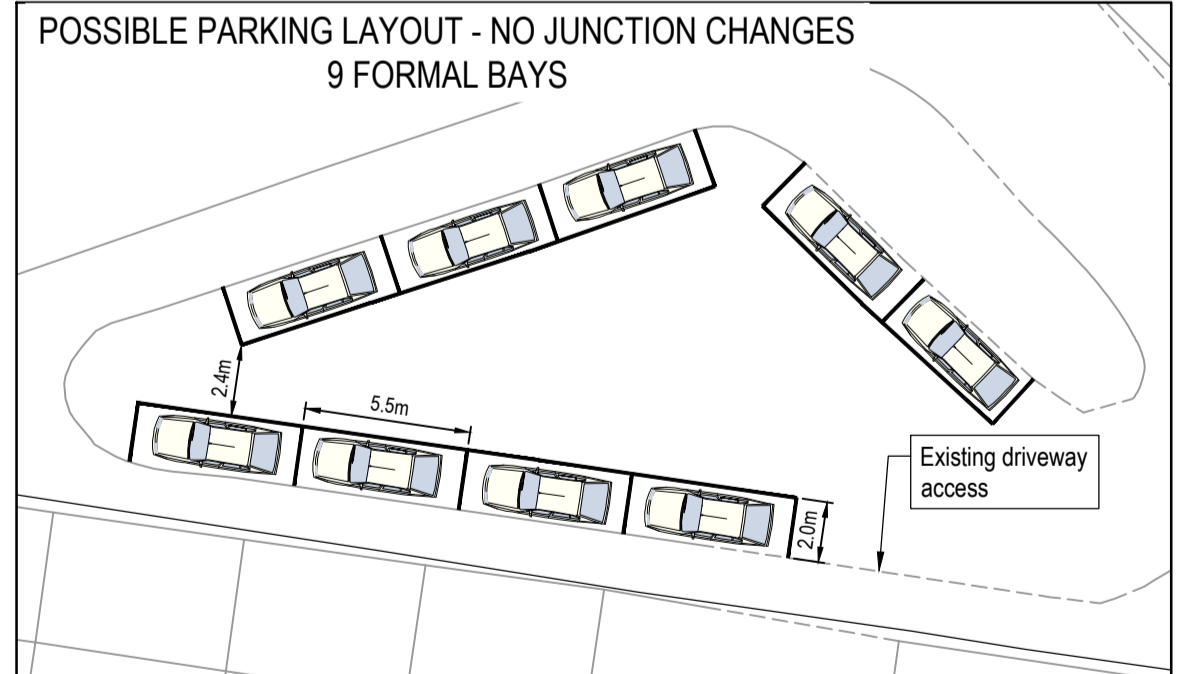 POSSIBLE PARKING LAYOUT - NO JUNCTION CHANGES
9 FORMAL BAYS
2.4m
5.5m
Existing driveway
access
2.0m